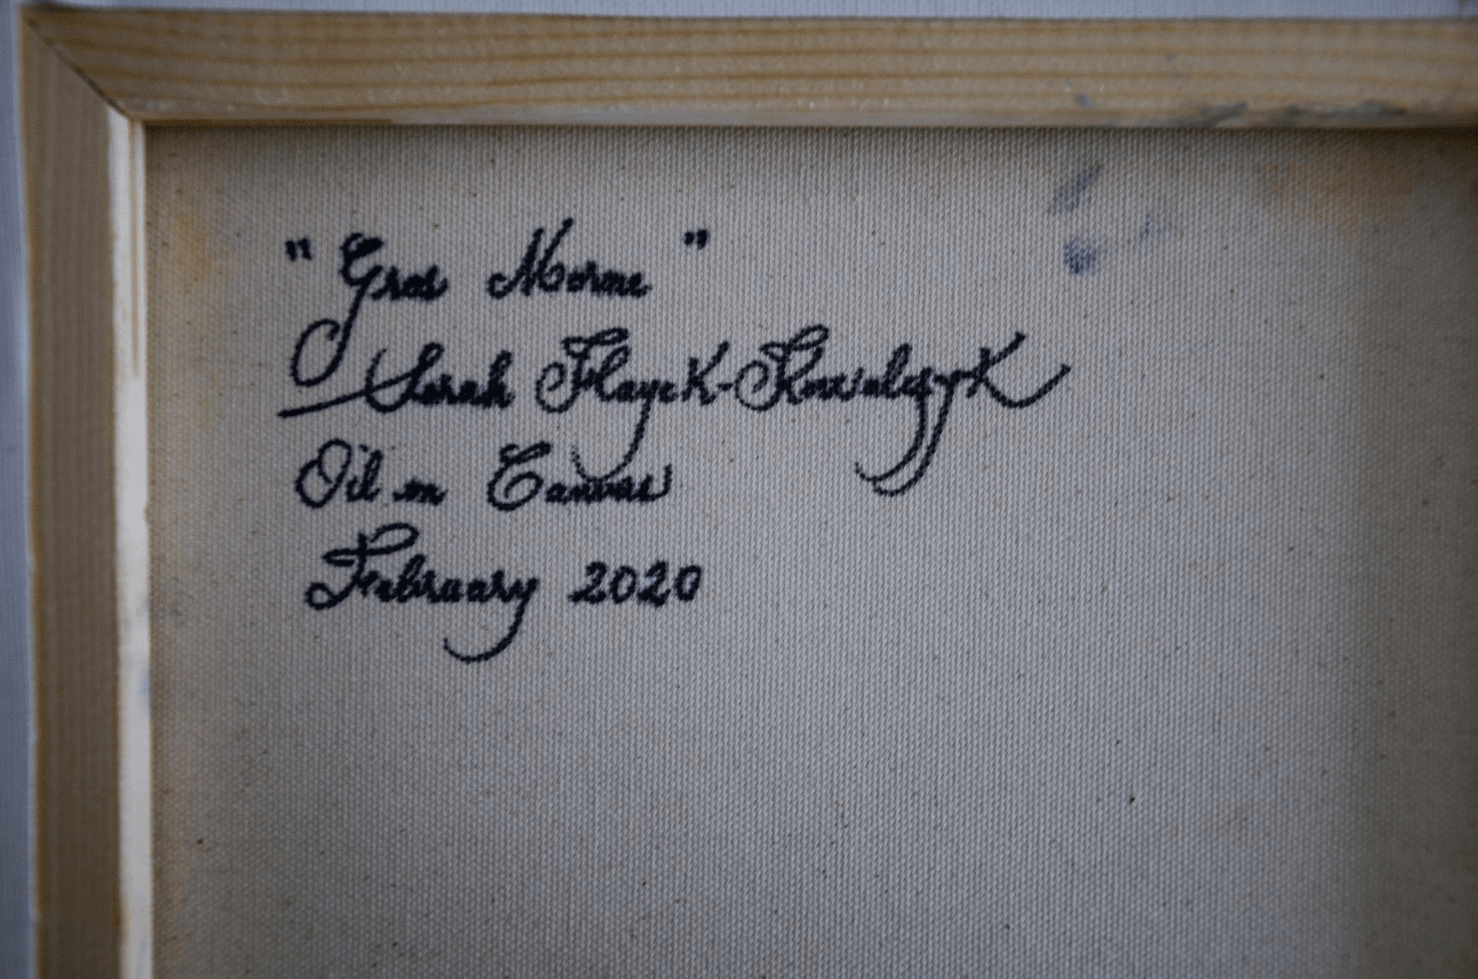 "Gros Morne"
Sarah Flayck-Kowalczyk
Oil on Canvas
February 2020